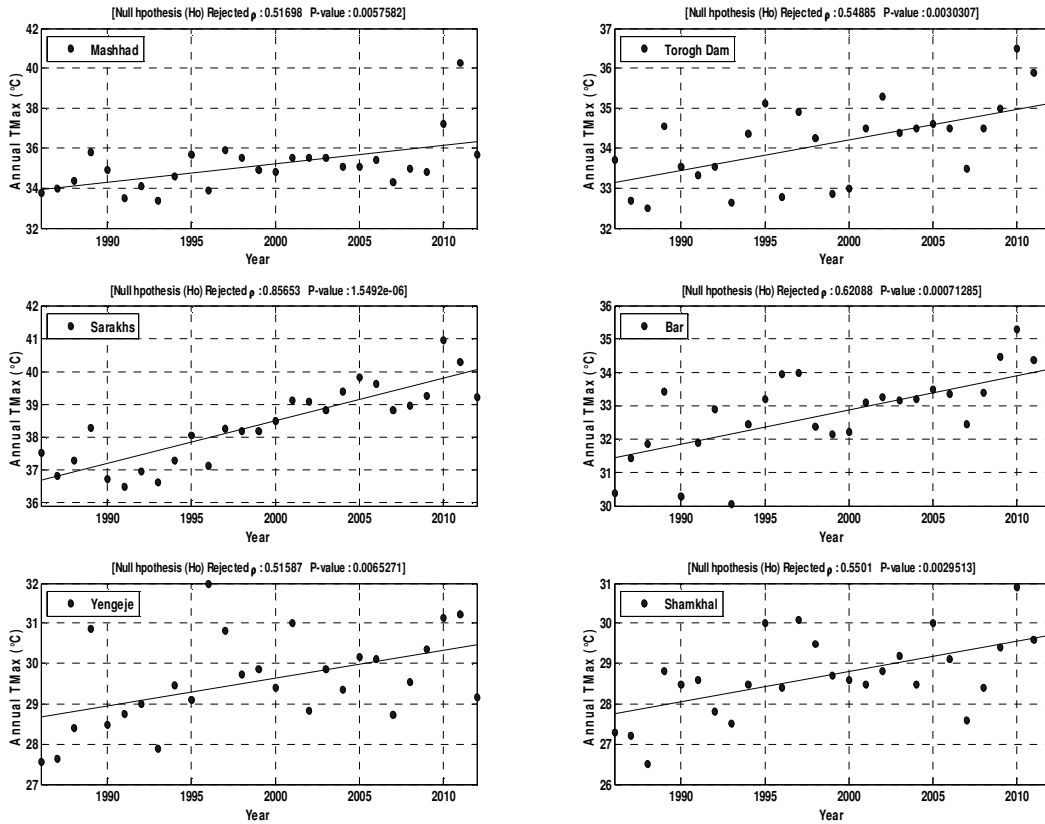 [Null hpothesis (Ho) Rejected ρ : 0.51698 P-value : 0.0057582]
42
40
38
36
34
32
Annual TMax (°C)
Mashhad
1990 1995 2000 2005 2010
Year
[Null hpothesis (Ho) Rejected ρ : 0.54885 P-value : 0.0030307]
37
36
35
34
33
32
Annual TMax (°C)
Torogh Dam
1990 1995 2000 2005 2010
Year
[Null hpothesis (Ho) Rejected ρ : 0.85653 P-value : 1.5492e-06]
42
41
40
39
38
37
36
Annual TMax (°C)
Sarakhs
1990 1995 2000 2005 2010
Year
[Null hpothesis (Ho) Rejected ρ : 0.62088 P-value : 0.00071285]
36
35
34
33
32
31
30
Annual TMax (°C)
Bar
1990 1995 2000 2005 2010
Year
[Null hpothesis (Ho) Rejected ρ : 0.51587 P-value : 0.0065271]
32
31
30
29
28
27
Annual TMax (°C)
Yengeje
1990 1995 2000 2005 2010
Year
[Null hpothesis (Ho) Rejected ρ : 0.5501 P-value : 0.0029513]
31
30
29
28
27
26
Annual TMax (°C)
Shamkhal
1990 1995 2000 2005 2010
Year